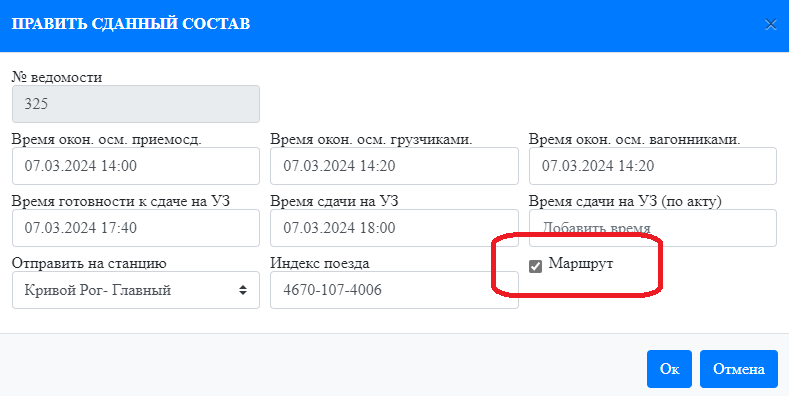 ПРАВИТЬ СДАННЫЙ СОСТАВ ×
№ ведомости
325
Время окон. осм. приемосд. Время окон. осм. грузчиками. Время окон. осм. вагонниками.
07.03.2024 14:00 07.03.2024 14:20 07.03.2024 14:20
Время готовности к сдаче на УЗ Время сдачи на УЗ Время сдачи на УЗ (по акту)
07.03.2024 17:40 07.03.2024 18:00 Добавить время
Отправить на станцию Индекс поезда Маршрут
Кривой Рог- Главный 4670-107-4006
Ок Отмена